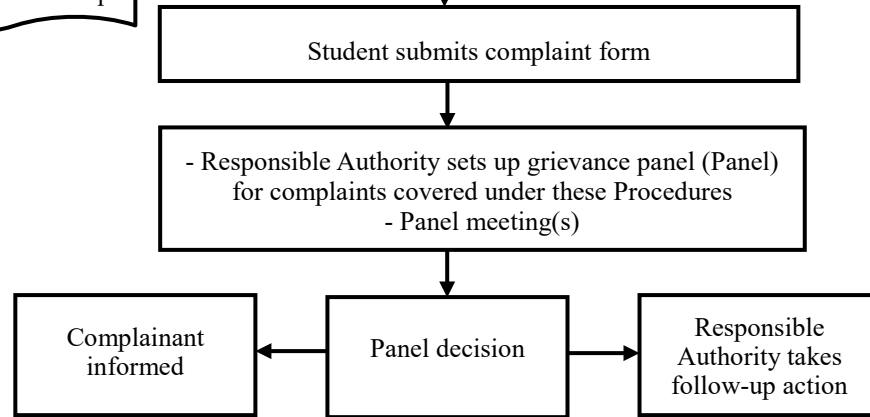 Student submits complaint form
- Responsible Authority sets up grievance panel (Panel)
for complaints covered under these Procedures
- Panel meeting(s)
Complainant
informed
Panel decision
Responsible
Authority takes
follow-up action